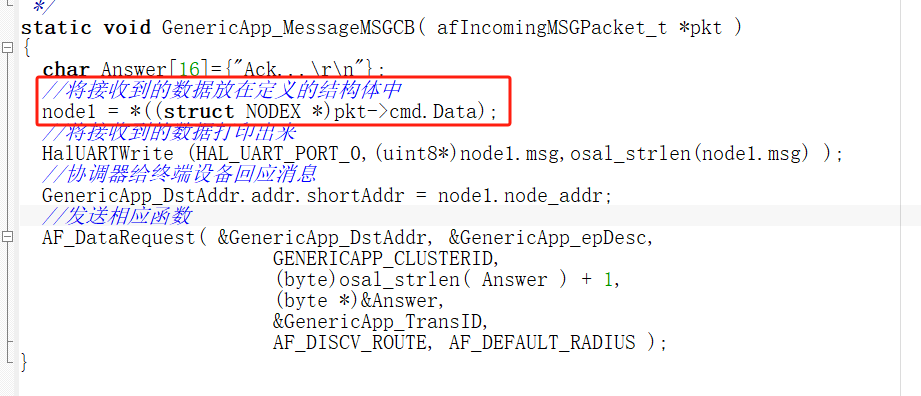 */
static void GenericApp_MessageMSGCB( afIncomingMSGPacket_t *pkt )
{
char Answer[16]={"Ack...\r\n"};
//将接收到的数据放在定义的结构体中
node1 = *((struct NODEX *)pkt->cmd.Data);
//将接收到的数据打印出来
HalUARTWrite (HAL_UART_PORT_0,(uint8*)node1.msg,osal_strlen(node1.msg) );
//协调器给终端设备回应消息
GenericApp_DstAddr.addr.shortAddr = node1.node_addr;
//发送相应函数
AF_DataRequest( &GenericApp_DstAddr, &GenericApp_epDesc,
GENERICAPP_CLUSTERID,
(byte)osal_strlen( Answer ) + 1,
(byte *)&Answer,
&GenericApp_TransID,
AF_DISCV_ROUTE, AF_DEFAULT_RADIUS );
}